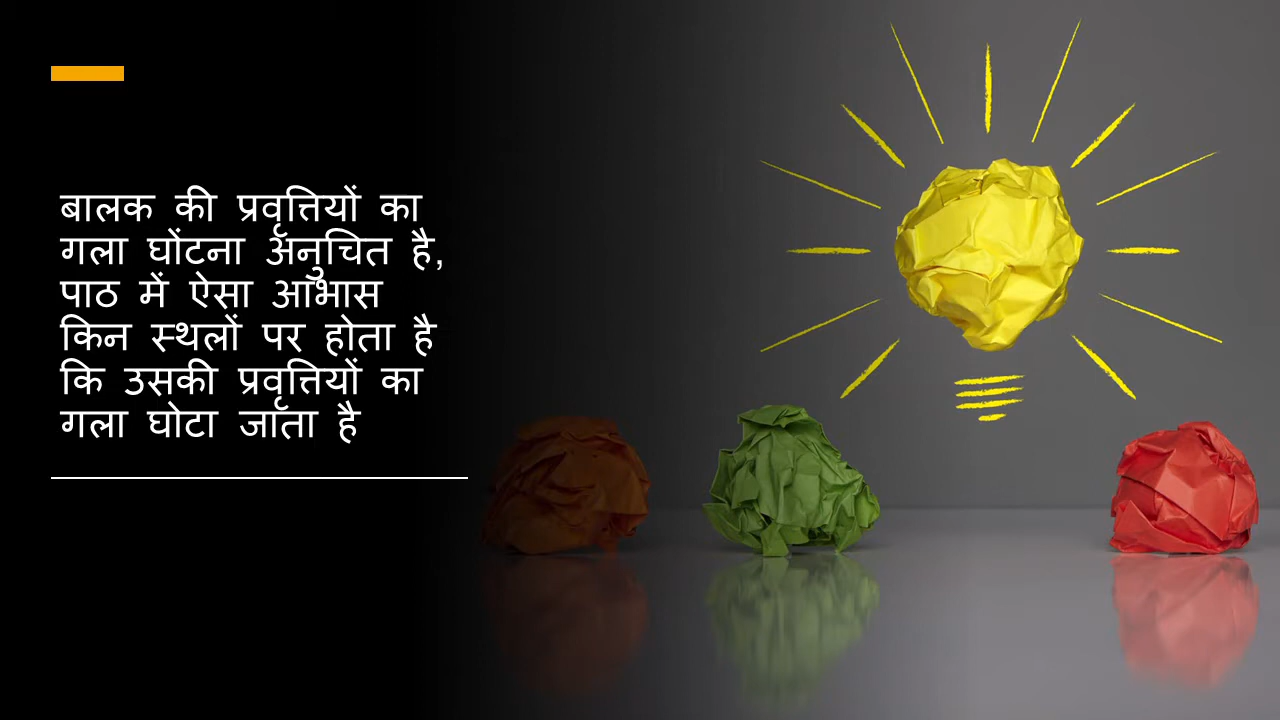 बालक की प्रवृत्तियों का
गला घोंटना अनुचित है,
पाठ में ऐसा आभास
किन स्थलों पर होता है
कि उसकी प्रवृत्तियों का
गला घोटा जाता है